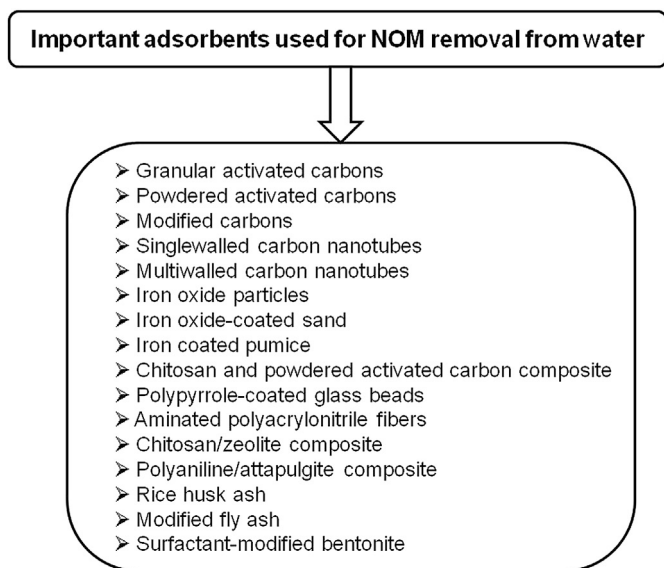 Important adsorbents used for NOM removal from water
➢ Granular activated carbons
➢ Powdered activated carbons
➢ Modified carbons
➢ Singlewalled carbon nanotubes
➢ Multiwalled carbon nanotubes
➢ Iron oxide particles
➢ Iron oxide-coated sand
➢ Iron coated pumice
➢ Chitosan and powdered activated carbon composite
➢ Polypyrrole-coated glass beads
➢ Aminated polyacrylonitrile fibers
➢ Chitosan/zeolite composite
➢ Polyaniline/attapulgite composite
➢ Rice husk ash
➢ Modified fly ash
➢ Surfactant-modified bentonite